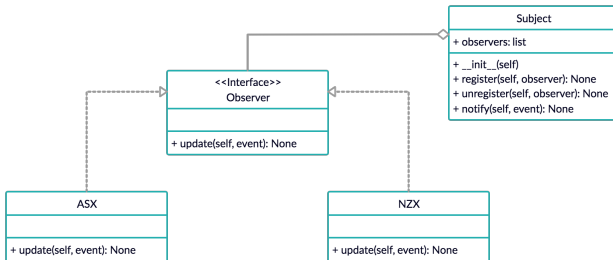 Subject
+ observers: list
+ __init__(self)
+ register(self, observer): None
+ unregister(self, observer): None
+ notify(self, event): None
<<Interface>>
Observer
+ update(self, event): None
ASX
+ update(self, event): None
NZX
+ update(self, event): None